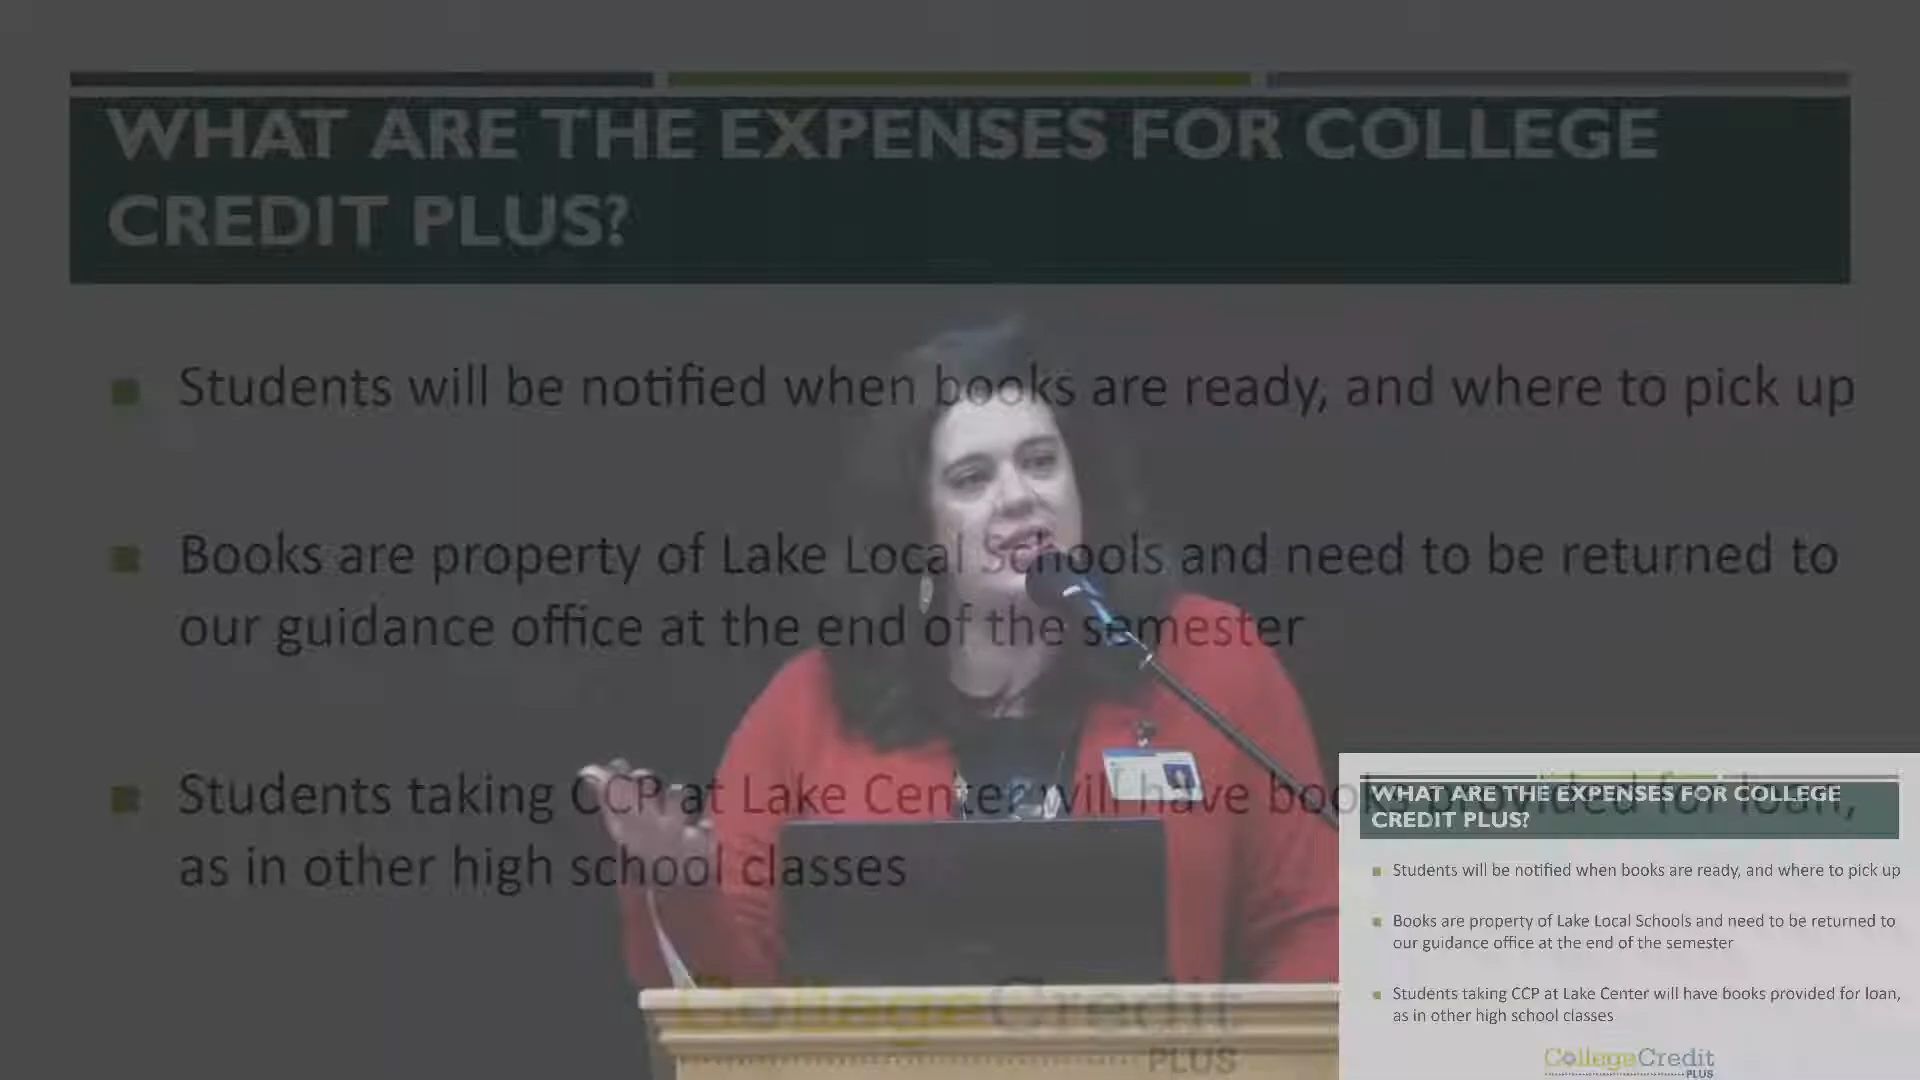 WHAT ARE THE EXPENSES FOR COLLEGE
CREDIT PLUS?
Students will be notified when books are ready, and where to pick up
Books are property of Lake Local Schools and need to be returned to
our guidance office at the end of the semester
Students taking CCP at Lake Center will have books provided for loan,
as in other high school classes
CollegeCredit
PLUS
WHAT ARE THE EXPENSES FOR COLLEGE
CREDIT PLUS?
Students will be notified when books are ready, and where to pick up
Books are property of Lake Local Schools and need to be returned to
our guidance office at the end of the semester
Students taking CCP at Lake Center will have books provided for loan,
as in other high school classes
CollegeCredit
PLUS